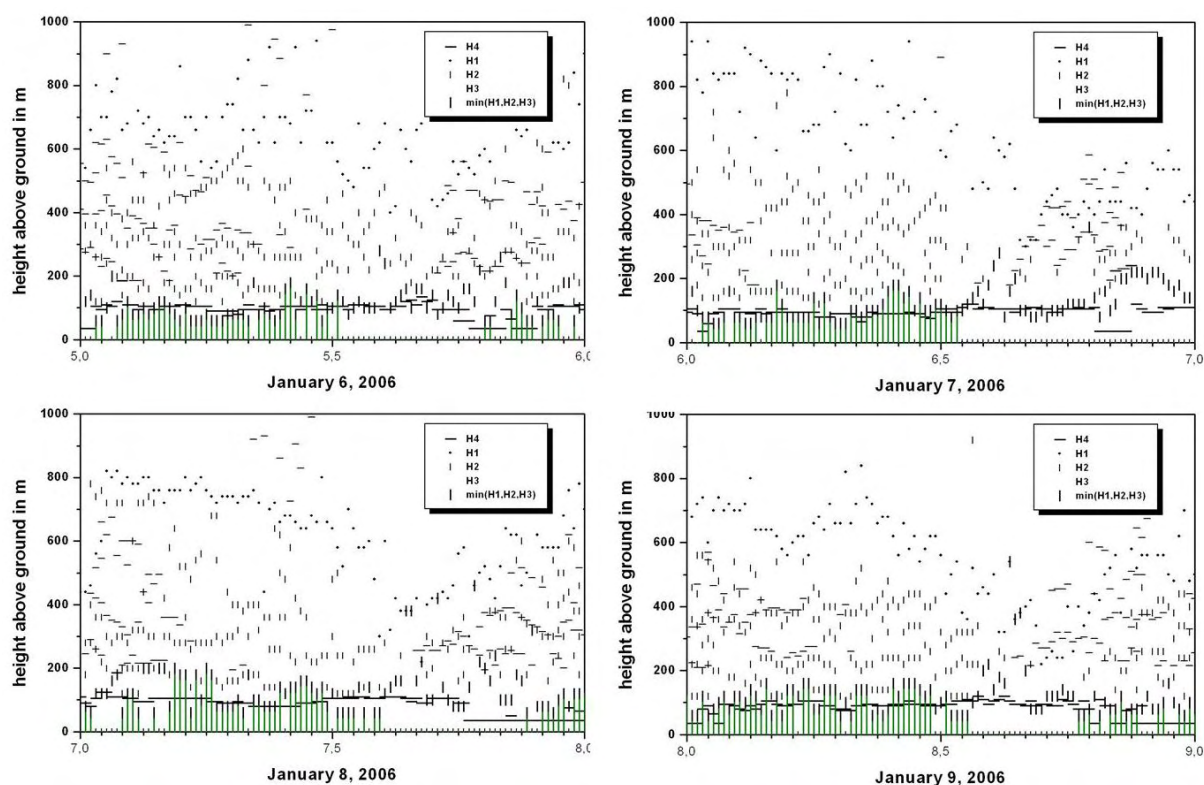 1000
800
600
400
200
0
height above ground in m
H4
H1
H2
H3
min(H1,H2,H3)
5,0
5,5
6,0
January 6, 2006
1000
800
600
400
200
0
height above ground in m
H4
H1
H2
H3
min(H1,H2,H3)
6,0
6,5
7,0
January 7, 2006
1000
800
600
400
200
0
height above ground in m
H4
H1
H2
H3
min(H1,H2,H3)
7,0
7,5
8,0
January 8, 2006
1000
800
600
400
200
0
height above ground in m
H4
H1
H2
H3
min(H1,H2,H3)
8,0
8,5
9,0
January 9, 2006